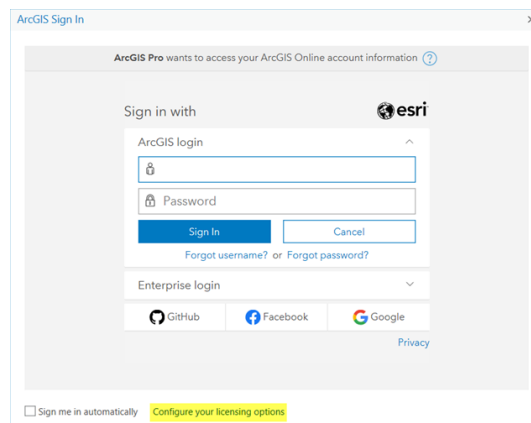 ArcGIS Sign In
ArcGIS Pro wants to access your ArcGIS Online account information ?
Sign in with esri
ArcGIS login
Password
Sign In Cancel
Forgot username? or Forgot password?
Enterprise login
GitHub Facebook Google
Privacy
Sign me in automatically Configure your licensing options